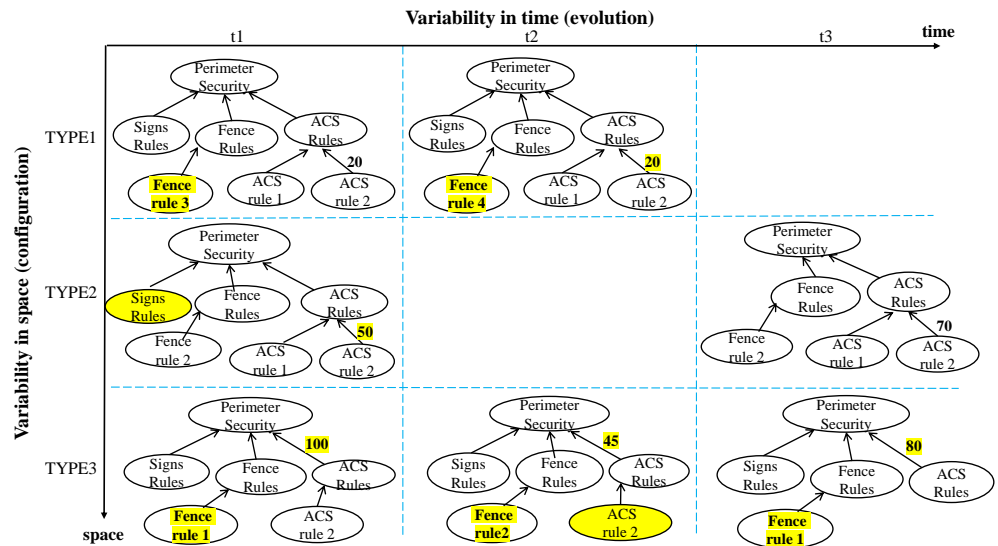 Variability in time (evolution)
t1
t2
t3
time
Variability in space (configuration)
space
TYPE1
Perimeter
Security
Signs
Rules
Fence
Rules
ACS
Rules
Fence
rule 3
ACS
rule 1
20
ACS
rule 2
Perimeter
Security
Signs
Rules
Fence
Rules
ACS
Rules
Fence
rule 4
ACS
rule 1
20
ACS
rule 2
TYPE2
Perimeter
Security
Signs
Rules
Fence
Rules
ACS
Rules
Fence
rule 2
ACS
rule 1
50
ACS
rule 2
Perimeter
Security
Fence
Rules
ACS
Rules
Fence
rule 2
ACS
rule 1
70
ACS
rule 2
TYPE3
Perimeter
Security
100
Signs
Rules
Fence
Rules
ACS
Rules
Fence
rule 1
ACS
rule 2
Perimeter
Security
45
Signs
Rules
Fence
Rules
ACS
Rules
Fence
rule2
ACS
rule 2
Perimeter
Security
80
Signs
Rules
Fence
Rules
ACS
Rules
Fence
rule 1